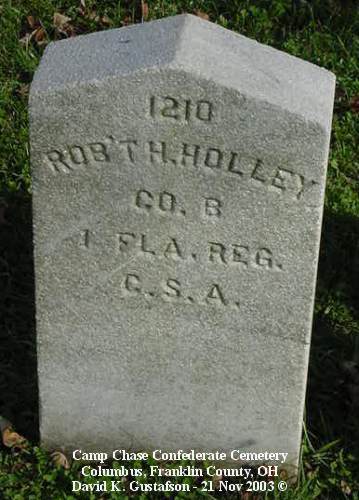 1210
ROB'T H. HOLLEY
CO. B
1 FLA. REG.
C.S.A.
Camp Chase Confederate Cemetery
Columbus, Franklin County, OH
David K. Gustafson - 21 Nov 2003 ©